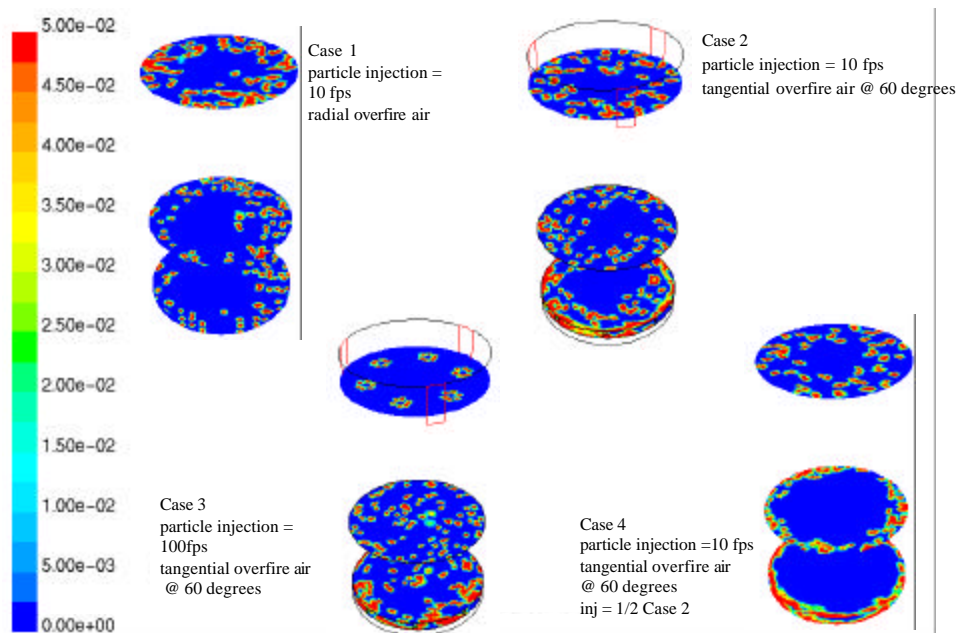 5.00e-02
4.50e-02
4.00e-02
3.50e-02
3.00e-02
2.50e-02
2.00e-02
1.50e-02
1.00e-02
5.00e-03
0.00e+00
Case 1
particle injection =
10 fps
radial overfire air
Case 2
particle injection = 10 fps
tangential overfire air @ 60 degrees
Case 3
particle injection =
100fps
tangential overfire air
@ 60 degrees
Case 4
particle injection =10 fps
tangential overfire air
@ 60 degrees
inj = 1/2 Case 2